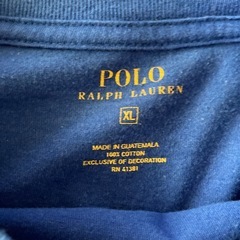 POLO
RALPH LAUREN
XL
MADE IN GUATEMALA
100% COTTON
EXCLUSIVE OF DECORATION
RN 41381